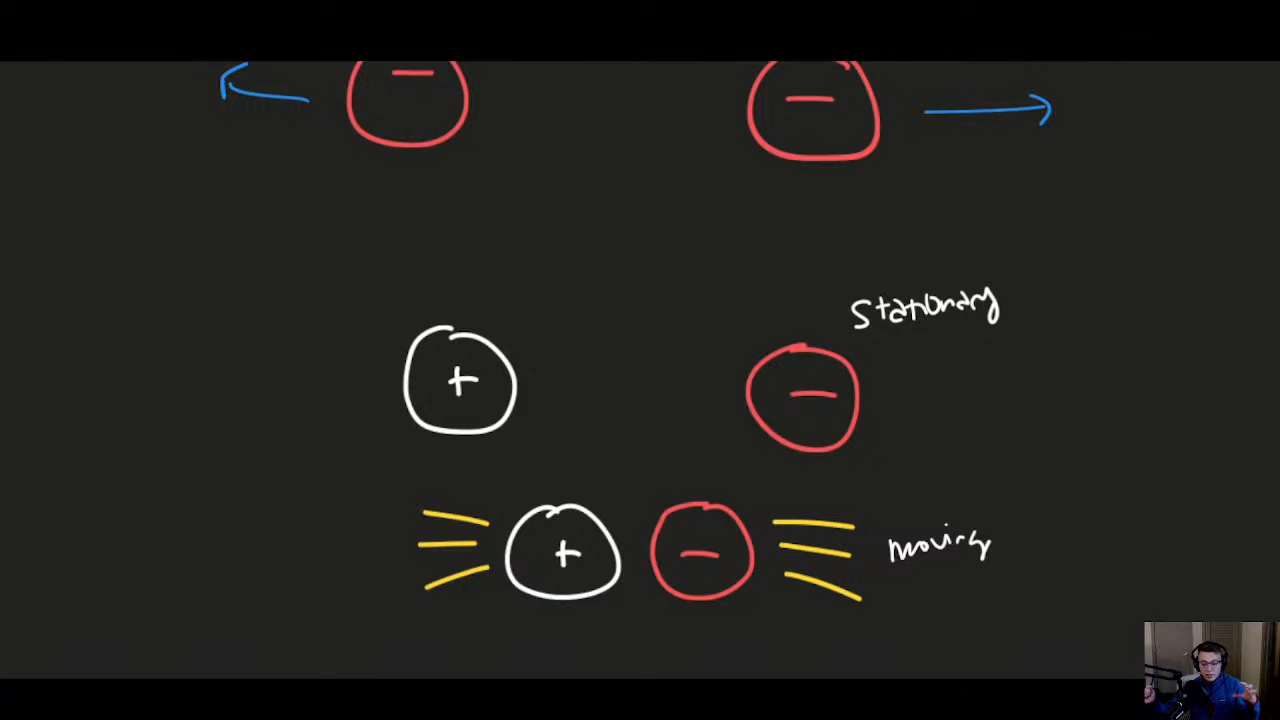 − −
stationary
+ −
+ − moving